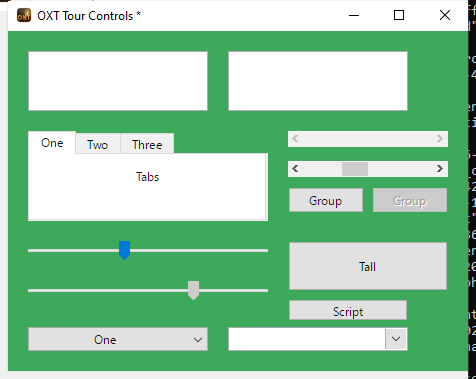 OXT Tour Controls *
One Two Three
Tabs
Group Group
Tall
Script
One